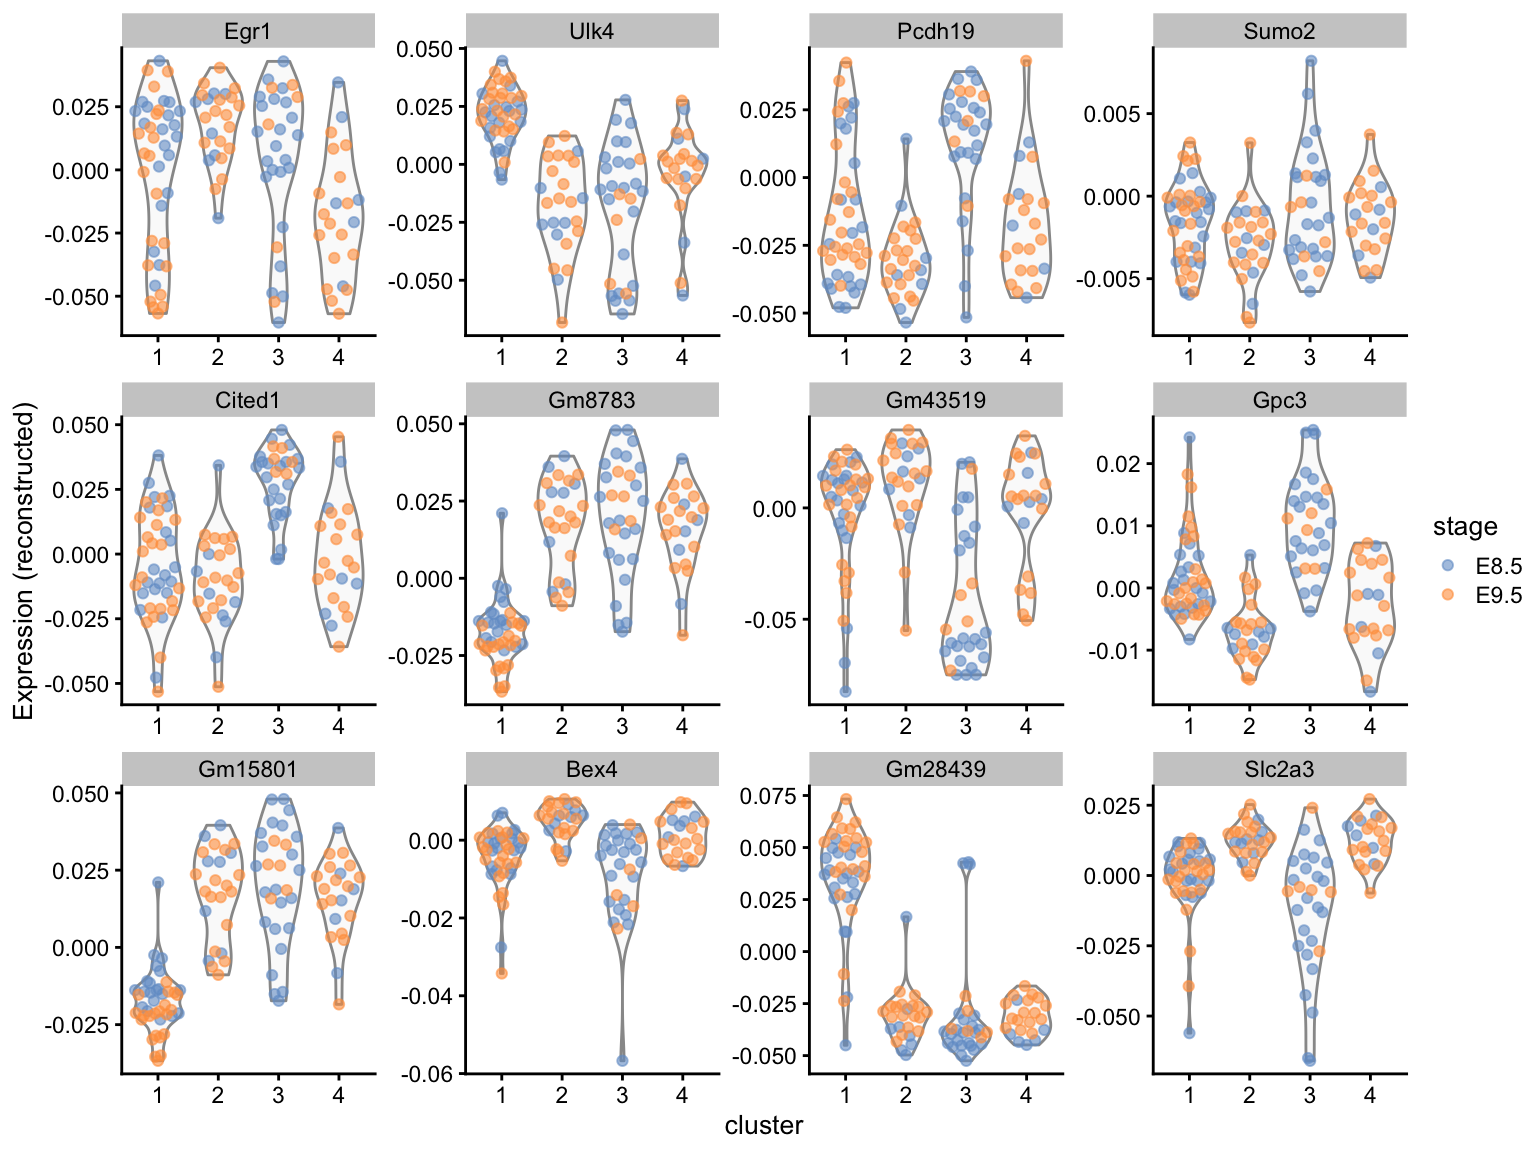 Egr1 Ulk4 Pcdh19 Sumo2
0.025 0.000 -0.025 -0.050
0.050 0.025 0.000 -0.025 -0.050
0.025 0.000 -0.025 -0.050
0.005 0.000 -0.005
1 2 3 4 1 2 3 4 1 2 3 4 1 2 3 4
Expression (reconstructed)
Cited1 Gm8783 Gm43519 Gpc3
0.050 0.025 0.000 -0.025 -0.050
0.050 0.025 0.000 -0.025
0.00 -0.05
0.02 0.01 0.00 -0.01
1 2 3 4 1 2 3 4 1 2 3 4 1 2 3 4
stage
E8.5
E9.5
Gm15801 Bex4 Gm28439 Slc2a3
0.050 0.025 0.000 -0.025
0.00 -0.02 -0.04 -0.06
0.075 0.050 0.025 0.000 -0.025 -0.050
0.025 0.000 -0.025 -0.050
1 2 3 4 1 2 3 4 1 2 3 4 1 2 3 4
cluster